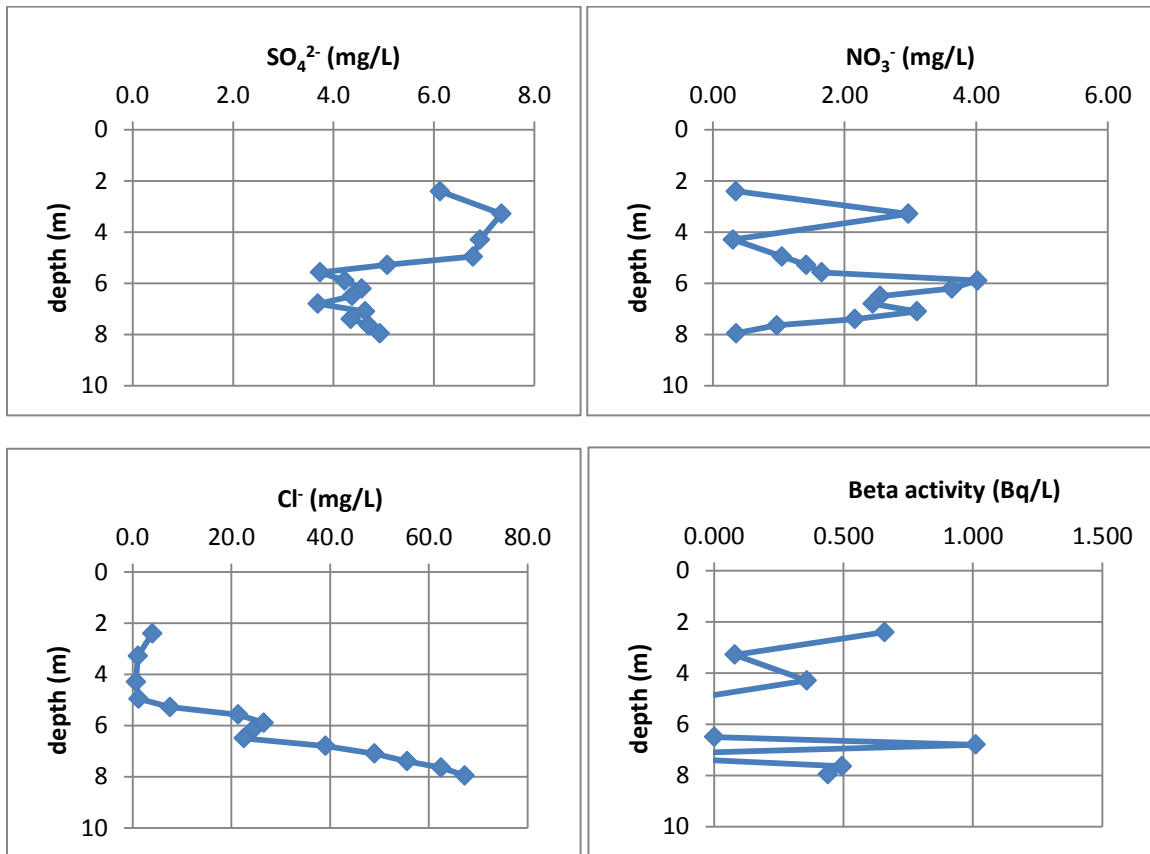 SO₄²⁻ (mg/L)
0.0 2.0 4.0 6.0 8.0
0
2
4
6
8
10
depth (m)
NO₃⁻ (mg/L)
0.00 2.00 4.00 6.00
0
2
4
6
8
10
depth (m)
Cl⁻ (mg/L)
0.0 20.0 40.0 60.0 80.0
0
2
4
6
8
10
depth (m)
Beta activity (Bq/L)
0.000 0.500 1.000 1.500
0
2
4
6
8
10
depth (m)